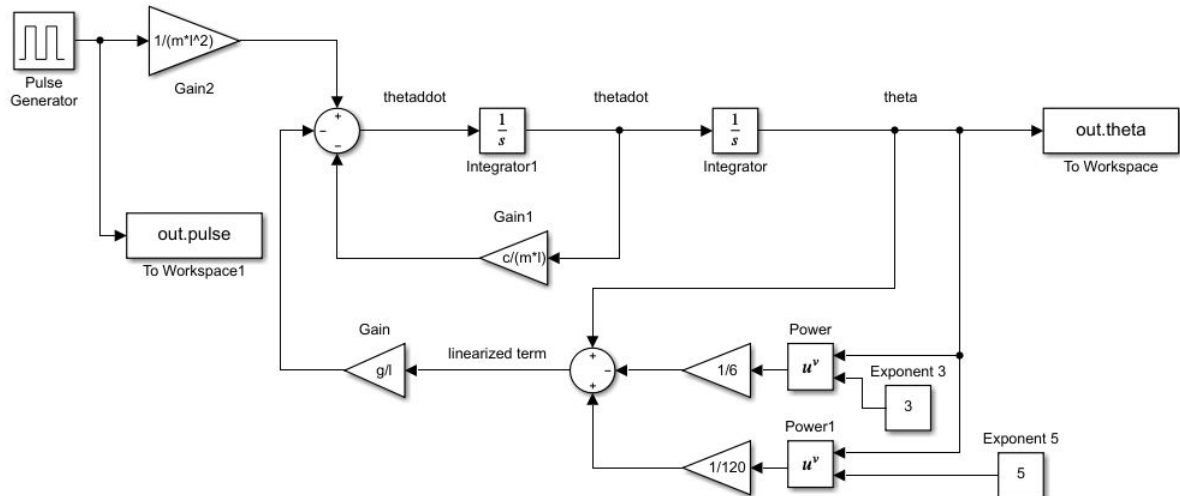 1/(m*l^2)
Pulse
Generator
Gain2
thetaddot
thetadot
theta
+
−
−
1
s
Integrator1
1
s
Integrator
out.theta
To Workspace
out.pulse
To Workspace1
Gain1
c/(m*l)
Gain
g/l
linearized term
+
−
+
1/6
Power
u^v
Exponent 3
3
1/120
Power1
u^v
Exponent 5
5